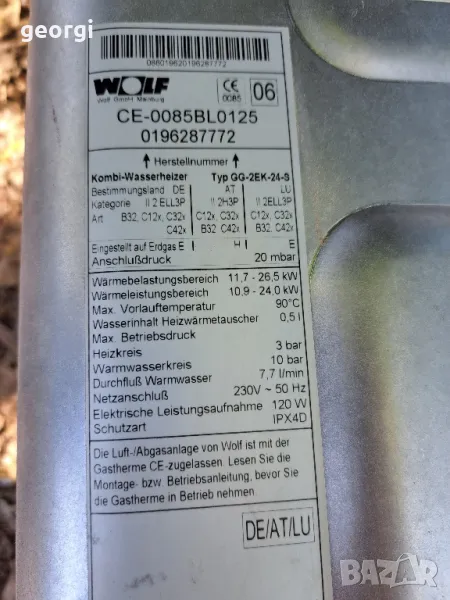 georgi
088019620196287772
WOLF
Wolf GmbH Mainburg
CE 0085
06
CE-0085BL0125
0196287772
↑ Herstellnummer ↑
Kombi-Wasserheizer Typ GG-2EK-24-S
Bestimmungsland DE AT LU
Kategorie II 2ELL3P II 2H3P II 2ELL3P
Art B32, C12x, C32x C12x, C32x C12x, C32x
C42x B32, C42x B32, C42x
Eingestellt auf Erdgas E H E
Anschlußdruck 20 mbar
Wärmebelastungsbereich 11,7 - 26,5 kW
Wärmeleistungsbereich 10,9 - 24,0 kW
Max. Vorlauftemperatur 90°C
Wasserinhalt Heizwärmetauscher 0,5 l
Max. Betriebsdruck
Heizkreis 3 bar
Warmwasserkreis 10 bar
Durchfluß Warmwasser 7,7 l/min
Netzanschluß 230V ~ 50 Hz
Elektrische Leistungsaufnahme 120 W
Schutzart IPX4D
Die Luft-/Abgasanlage von Wolf ist mit der
Gastherme CE-zugelassen. Lesen Sie die
Montage- bzw. Betriebsanleitung, bevor Sie
die Gastherme in Betrieb nehmen.
DE/AT/LU
BAZAR
bg